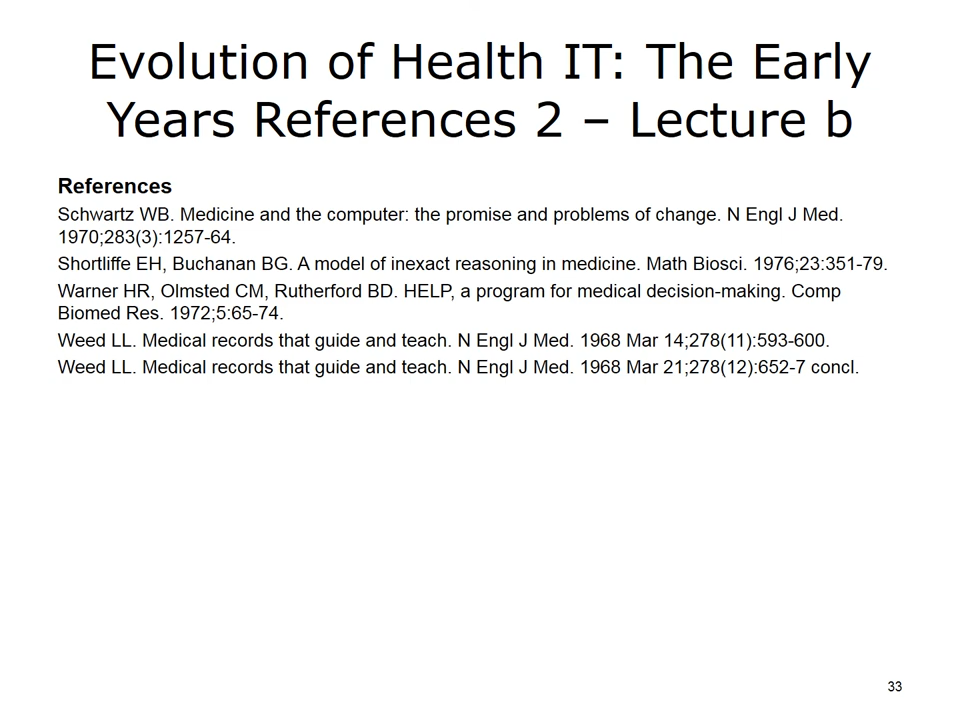 Evolution of Health IT: The Early
Years References 2 – Lecture b
References
Schwartz WB. Medicine and the computer: the promise and problems of change. N Engl J Med.
1970;283(3):1257-64.
Shortliffe EH, Buchanan BG. A model of inexact reasoning in medicine. Math Biosci. 1976;23:351-79.
Warner HR, Olmsted CM, Rutherford BD. HELP, a program for medical decision-making. Comp
Biomed Res. 1972;5:65-74.
Weed LL. Medical records that guide and teach. N Engl J Med. 1968 Mar 14;278(11):593-600.
Weed LL. Medical records that guide and teach. N Engl J Med. 1968 Mar 21;278(12):652-7 concl.
33